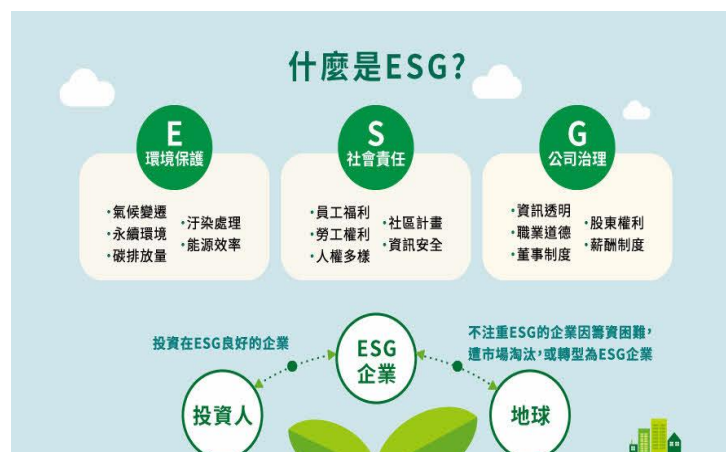 什麼是ESG?
E
環境保護
·氣候變遷
·永續環境
·碳排放量
·汙染處理
·能源效率
S
社會責任
·員工福利
·勞工權利
·人權多樣
·社區計畫
·資訊安全
G
公司治理
·資訊透明
·職業道德
·董事制度
·股東權利
·薪酬制度
投資在ESG良好的企業
ESG
企業
不注重ESG的企業因籌資困難,
遭市場淘汰,或轉型為ESG企業
投資人
地球